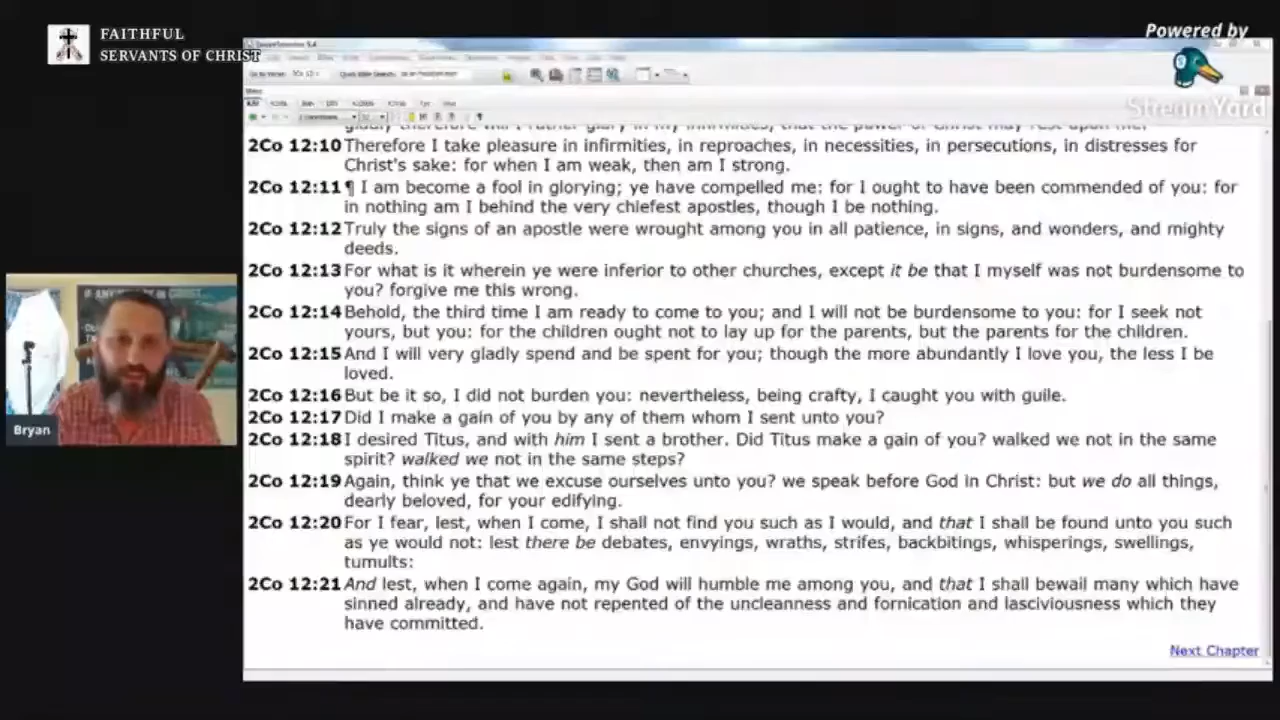 FAITHFUL
SERVANTS OF CHRIST
Powered by
StreamYard
gladly therefore will I rather glory in my infirmities, that the power of Christ may rest upon me.
2Co 12:10 Therefore I take pleasure in infirmities, in reproaches, in necessities, in persecutions, in distresses for
Christ's sake: for when I am weak, then am I strong.
2Co 12:11 ¶ I am become a fool in glorying; ye have compelled me: for I ought to have been commended of you: for
in nothing am I behind the very chiefest apostles, though I be nothing.
2Co 12:12 Truly the signs of an apostle were wrought among you in all patience, in signs, and wonders, and mighty
deeds.
2Co 12:13 For what is it wherein ye were inferior to other churches, except it be that I myself was not burdensome to
you? forgive me this wrong.
2Co 12:14 Behold, the third time I am ready to come to you; and I will not be burdensome to you: for I seek not
yours, but you: for the children ought not to lay up for the parents, but the parents for the children.
2Co 12:15 And I will very gladly spend and be spent for you; though the more abundantly I love you, the less I be
loved.
2Co 12:16 But be it so, I did not burden you: nevertheless, being crafty, I caught you with guile.
2Co 12:17 Did I make a gain of you by any of them whom I sent unto you?
2Co 12:18 I desired Titus, and with him I sent a brother. Did Titus make a gain of you? walked we not in the same
spirit? walked we not in the same steps?
2Co 12:19 Again, think ye that we excuse ourselves unto you? we speak before God in Christ: but we do all things,
dearly beloved, for your edifying.
2Co 12:20 For I fear, lest, when I come, I shall not find you such as I would, and that I shall be found unto you such
as ye would not: lest there be debates, envyings, wraths, strifes, backbitings, whisperings, swellings,
tumults:
2Co 12:21 And lest, when I come again, my God will humble me among you, and that I shall bewail many which have
sinned already, and have not repented of the uncleanness and fornication and lasciviousness which they
have committed.
Next Chapter
Bryan